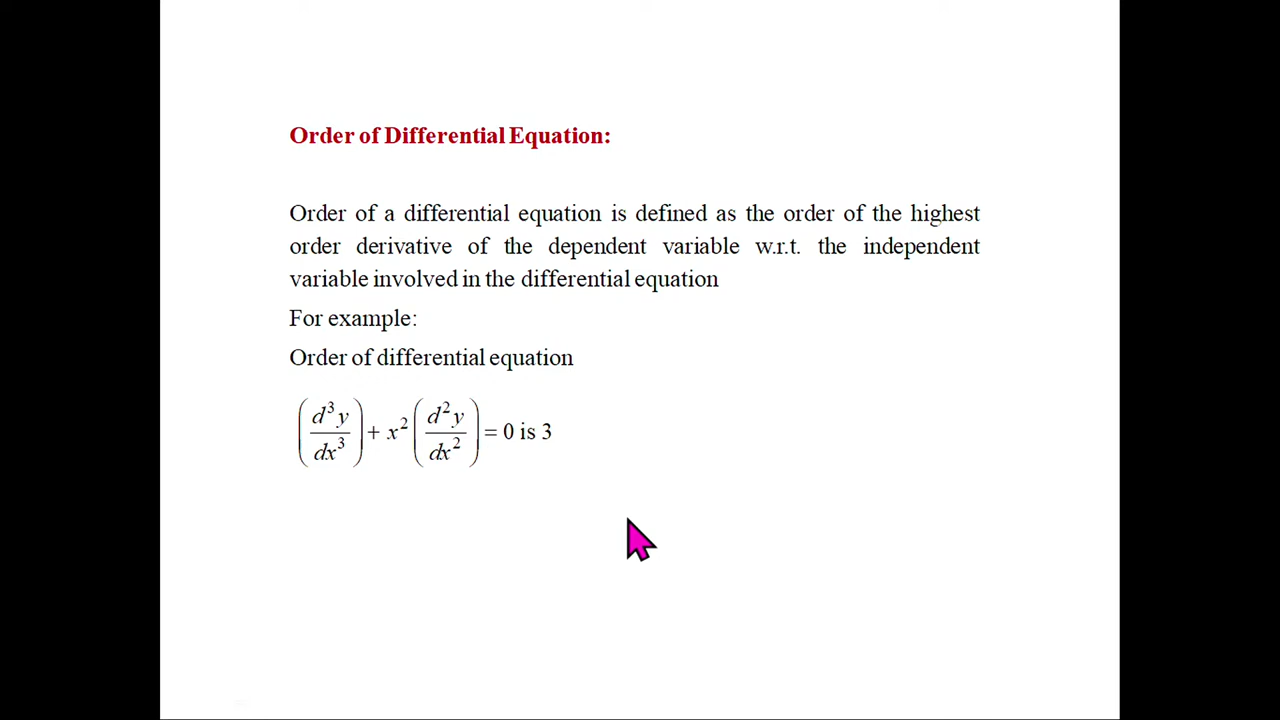 Order of Differential Equation:
Order of a differential equation is defined as the order of the highest
order derivative of the dependent variable w.r.t. the independent
variable involved in the differential equation
For example:
Order of differential equation
(d³y/dx³) + x² (d²y/dx²) = 0 is 3